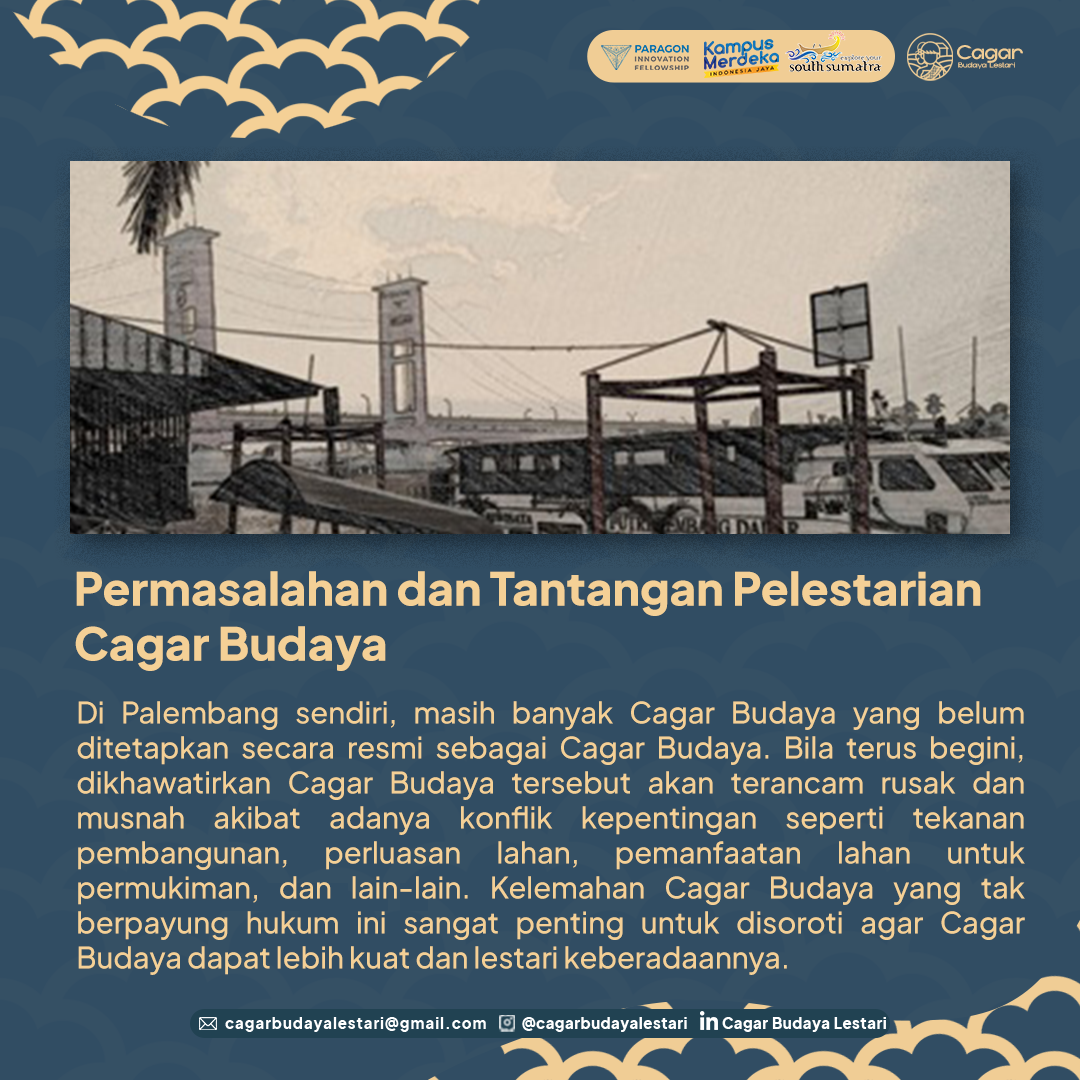 PARAGON
INNOVATION
FELLOWSHIP
Kampus
Merdeka
INDONESIA JAYA
explore your
south sumatra
Cagar
Budaya Lestari
Permasalahan dan Tantangan Pelestarian
Cagar Budaya
Di Palembang sendiri, masih banyak Cagar Budaya yang belum
ditetapkan secara resmi sebagai Cagar Budaya. Bila terus begini,
dikhawatirkan Cagar Budaya tersebut akan terancam rusak dan
musnah akibat adanya konflik kepentingan seperti tekanan
pembangunan, perluasan lahan, pemanfaatan lahan untuk
permukiman, dan lain-lain. Kelemahan Cagar Budaya yang tak
berpayung hukum ini sangat penting untuk disoroti agar Cagar
Budaya dapat lebih kuat dan lestari keberadaannya.
cagarbudayalestari@gmail.com @cagarbudayalestari in Cagar Budaya Lestari